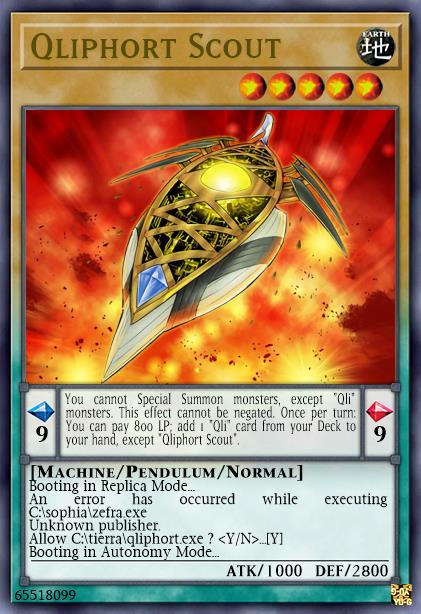 Qliphort Scout
EARTH
地
You cannot Special Summon monsters, except "Qli"
monsters. This effect cannot be negated. Once per turn:
You can pay 800 LP; add 1 "Qli" card from your Deck to
your hand, except "Qliphort Scout".
9
9
[Machine/Pendulum/Normal]
Booting in Replica Mode...
An error has occurred while executing
C:\sophia\zefra.exe
Unknown publisher.
Allow C:\tierra\qliphort.exe ? <Y/N>...[Y]
Booting in Autonomy Mode...
ATK/1000 DEF/2800
65518099